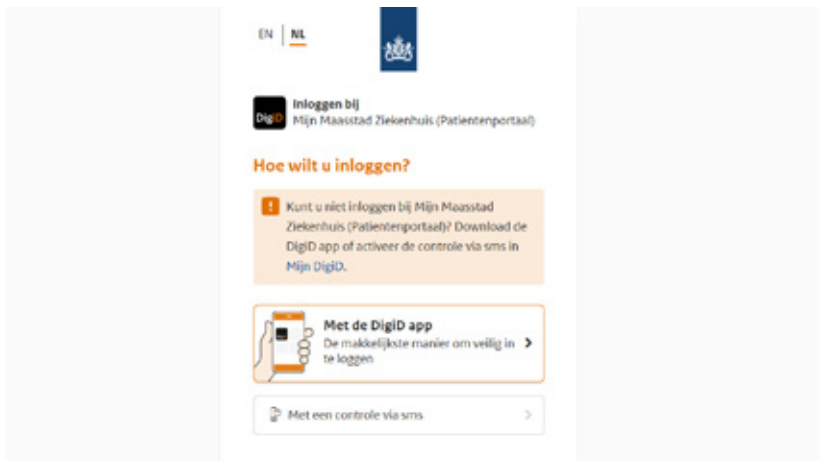 EN | NL
DigiD
Inloggen bij
Mijn Maasstad Ziekenhuis (Patientenportaal)
Hoe wilt u inloggen?
! Kunt u niet inloggen bij Mijn Maasstad
Ziekenhuis (Patientenportaal)? Download de
DigiD app of activeer de controle via sms in
Mijn DigiD.
Met de DigiD app
De makkelijkste manier om veilig in
te loggen
Met een controle via sms